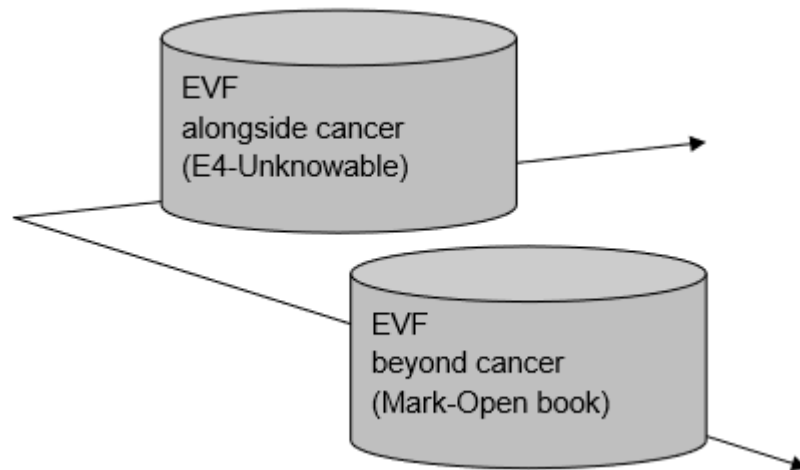 EVF
alongside cancer
(E4-Unknowable)
EVF
beyond cancer
(Mark-Open book)